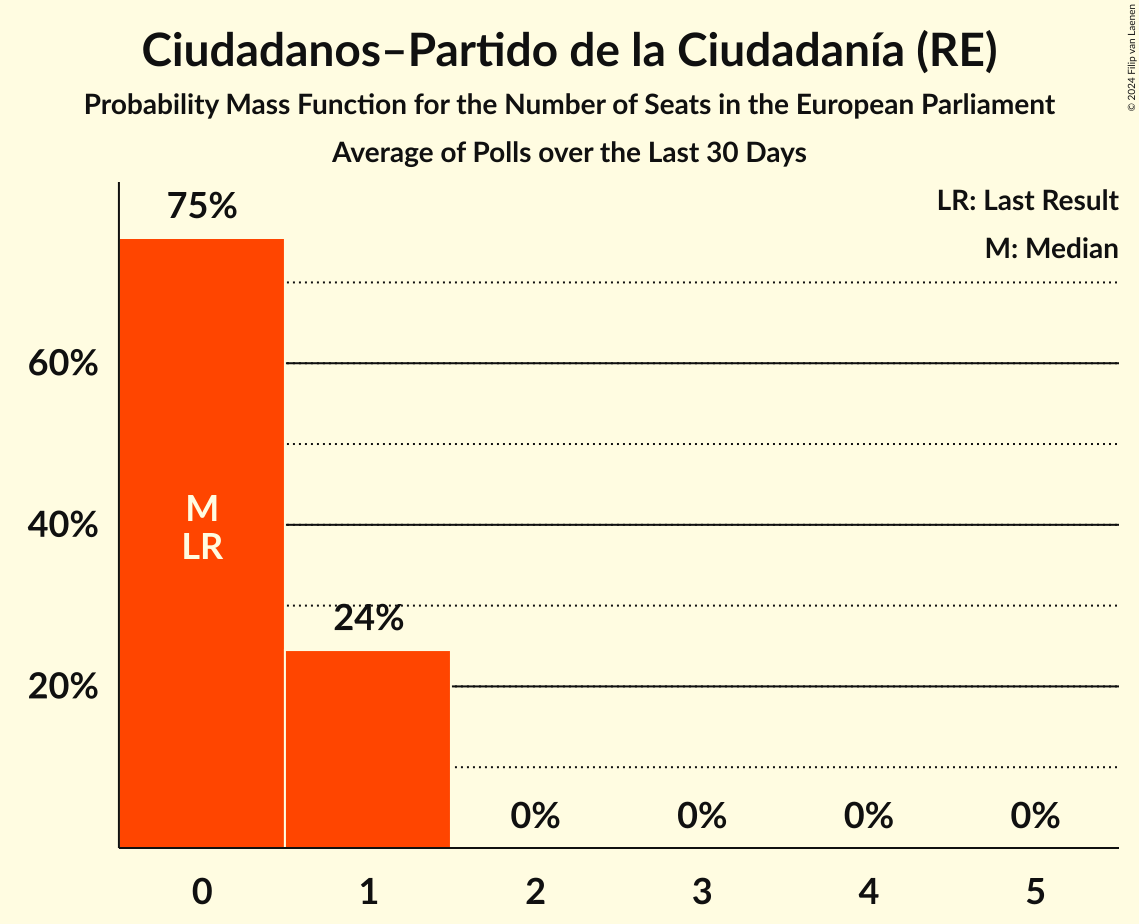 Ciudadanos–Partido de la Ciudadanía (RE)
Probability Mass Function for the Number of Seats in the European Parliament
Average of Polls over the Last 30 Days
© 2024 Filip van Laenen
LR: Last Result
M: Median
75%
60%
M
40%
LR
24%
20%
0% 0% 0% 0%
0 1 2 3 4 5